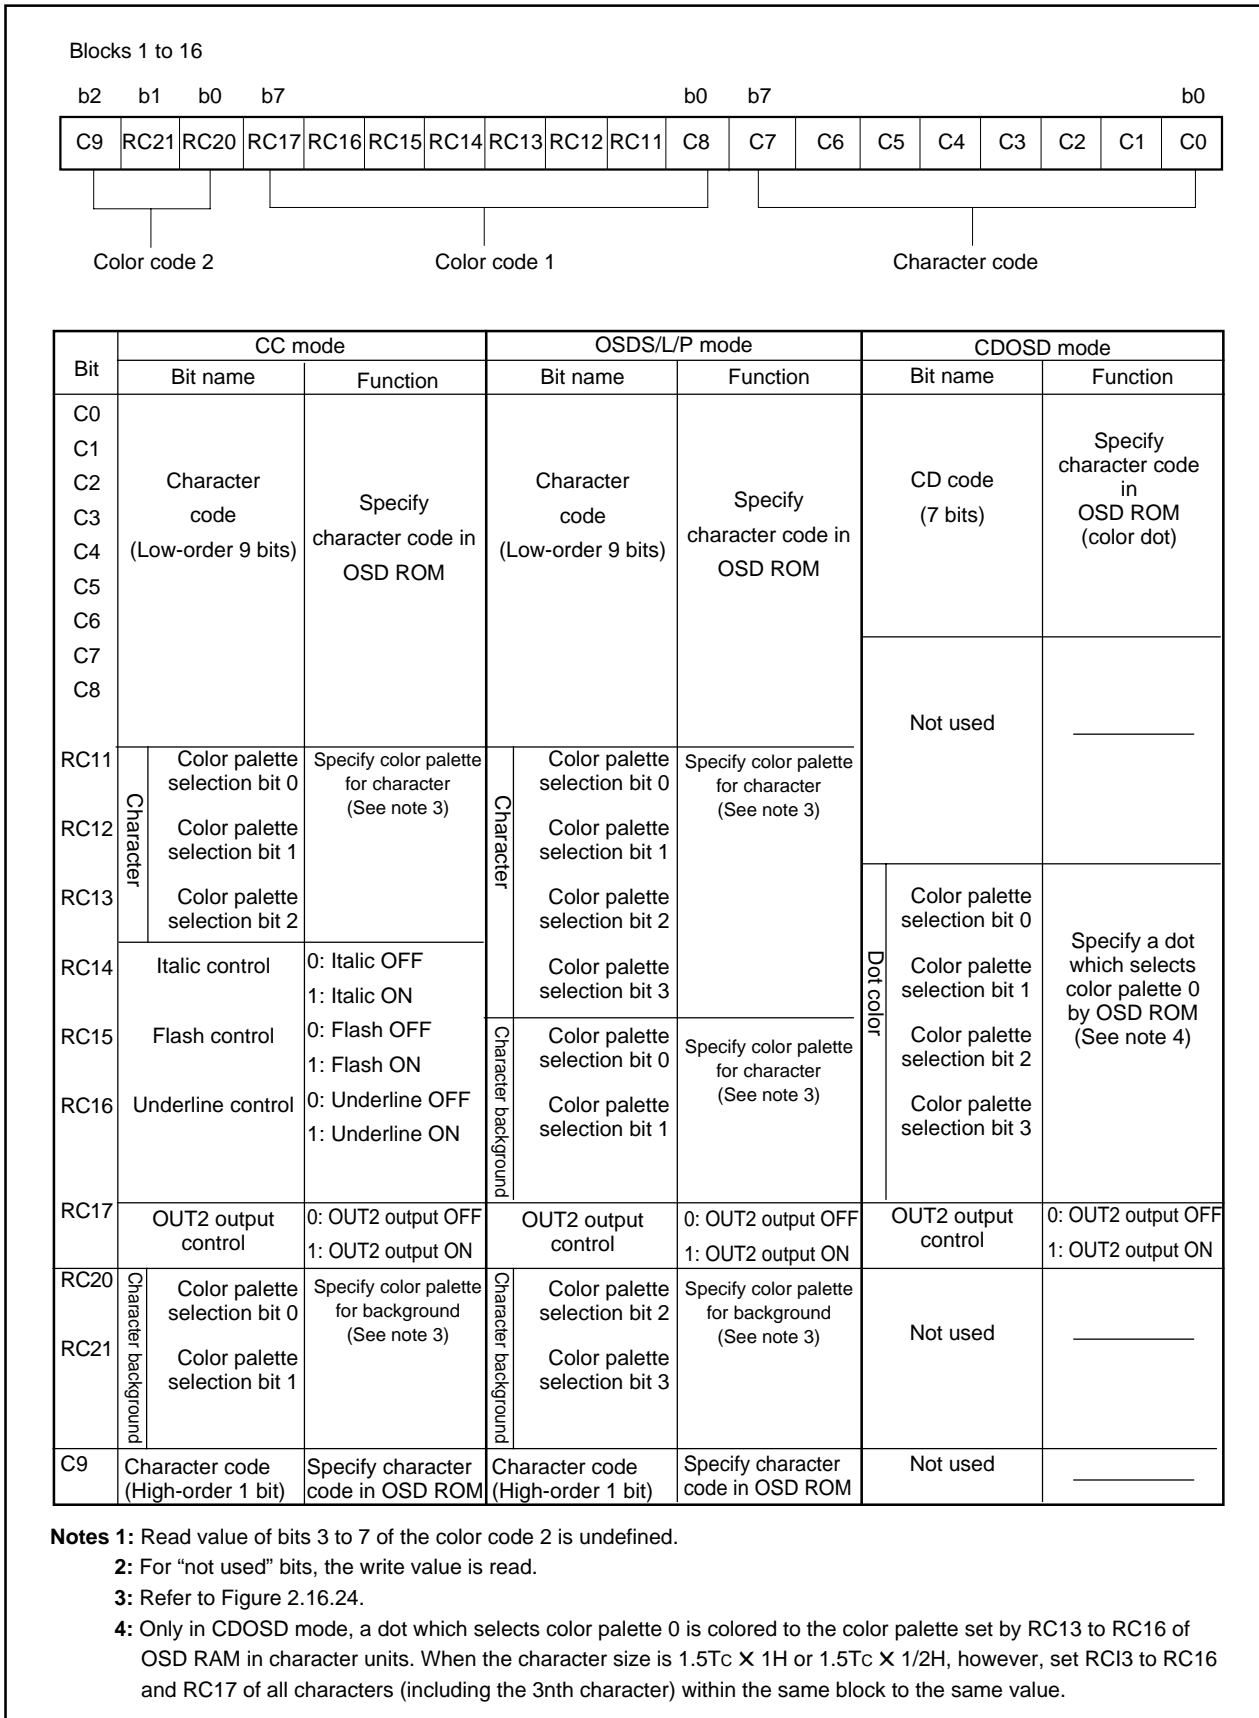 Blocks 1 to 16
b2 b1 b0 b7 b0 b7 b0
C9 RC21 RC20 RC17 RC16 RC15 RC14 RC13 RC12 RC11 C8 C7 C6 C5 C4 C3 C2 C1 C0
Color code 2 Color code 1 Character code
Bit CC mode OSDS/L/P mode CDOSD mode
Bit name Function Bit name Function Bit name Function
C0
C1
C2
C3
C4
C5
C6
C7
C8
Character
code
(Low-order 9 bits)
Specify
character code in
OSD ROM
Character
code
(Low-order 9 bits)
Specify
character code in
OSD ROM
CD code
(7 bits)
Specify
character code
in
OSD ROM
(color dot)
Not used
RC11
RC12
RC13
Character
Color palette
selection bit 0
Color palette
selection bit 1
Color palette
selection bit 2
Specify color palette
for character
(See note 3)
Character
Color palette
selection bit 0
Color palette
selection bit 1
Color palette
selection bit 2
Color palette
selection bit 3
Specify color palette
for character
(See note 3)
RC14
Italic control
0: Italic OFF
1: Italic ON
RC15
Flash control
0: Flash OFF
1: Flash ON
RC16
Underline control
0: Underline OFF
1: Underline ON
Character background
Color palette
selection bit 0
Color palette
selection bit 1
Specify color palette
for character
(See note 3)
Dot color
Color palette
selection bit 0
Color palette
selection bit 1
Color palette
selection bit 2
Color palette
selection bit 3
Specify a dot
which selects
color palette 0
by OSD ROM
(See note 4)
RC17
OUT2 output
control
0: OUT2 output OFF
1: OUT2 output ON
OUT2 output
control
0: OUT2 output OFF
1: OUT2 output ON
OUT2 output
control
0: OUT2 output OFF
1: OUT2 output ON
RC20
RC21
Character background
Color palette
selection bit 0
Color palette
selection bit 1
Specify color palette
for background
(See note 3)
Character background
Color palette
selection bit 2
Color palette
selection bit 3
Specify color palette
for background
(See note 3)
Not used
C9
Character code
(High-order 1 bit)
Specify character
code in OSD ROM
Character code
(High-order 1 bit)
Specify character
code in OSD ROM
Not used
Notes 1: Read value of bits 3 to 7 of the color code 2 is undefined.
2: For “not used” bits, the write value is read.
3: Refer to Figure 2.16.24.
4: Only in CDOSD mode, a dot which selects color palette 0 is colored to the color palette set by RC13 to RC16 of
OSD RAM in character units. When the character size is 1.5TC ✕ 1H or 1.5TC ✕ 1/2H, however, set RCI3 to RC16
and RC17 of all characters (including the 3nth character) within the same block to the same value.